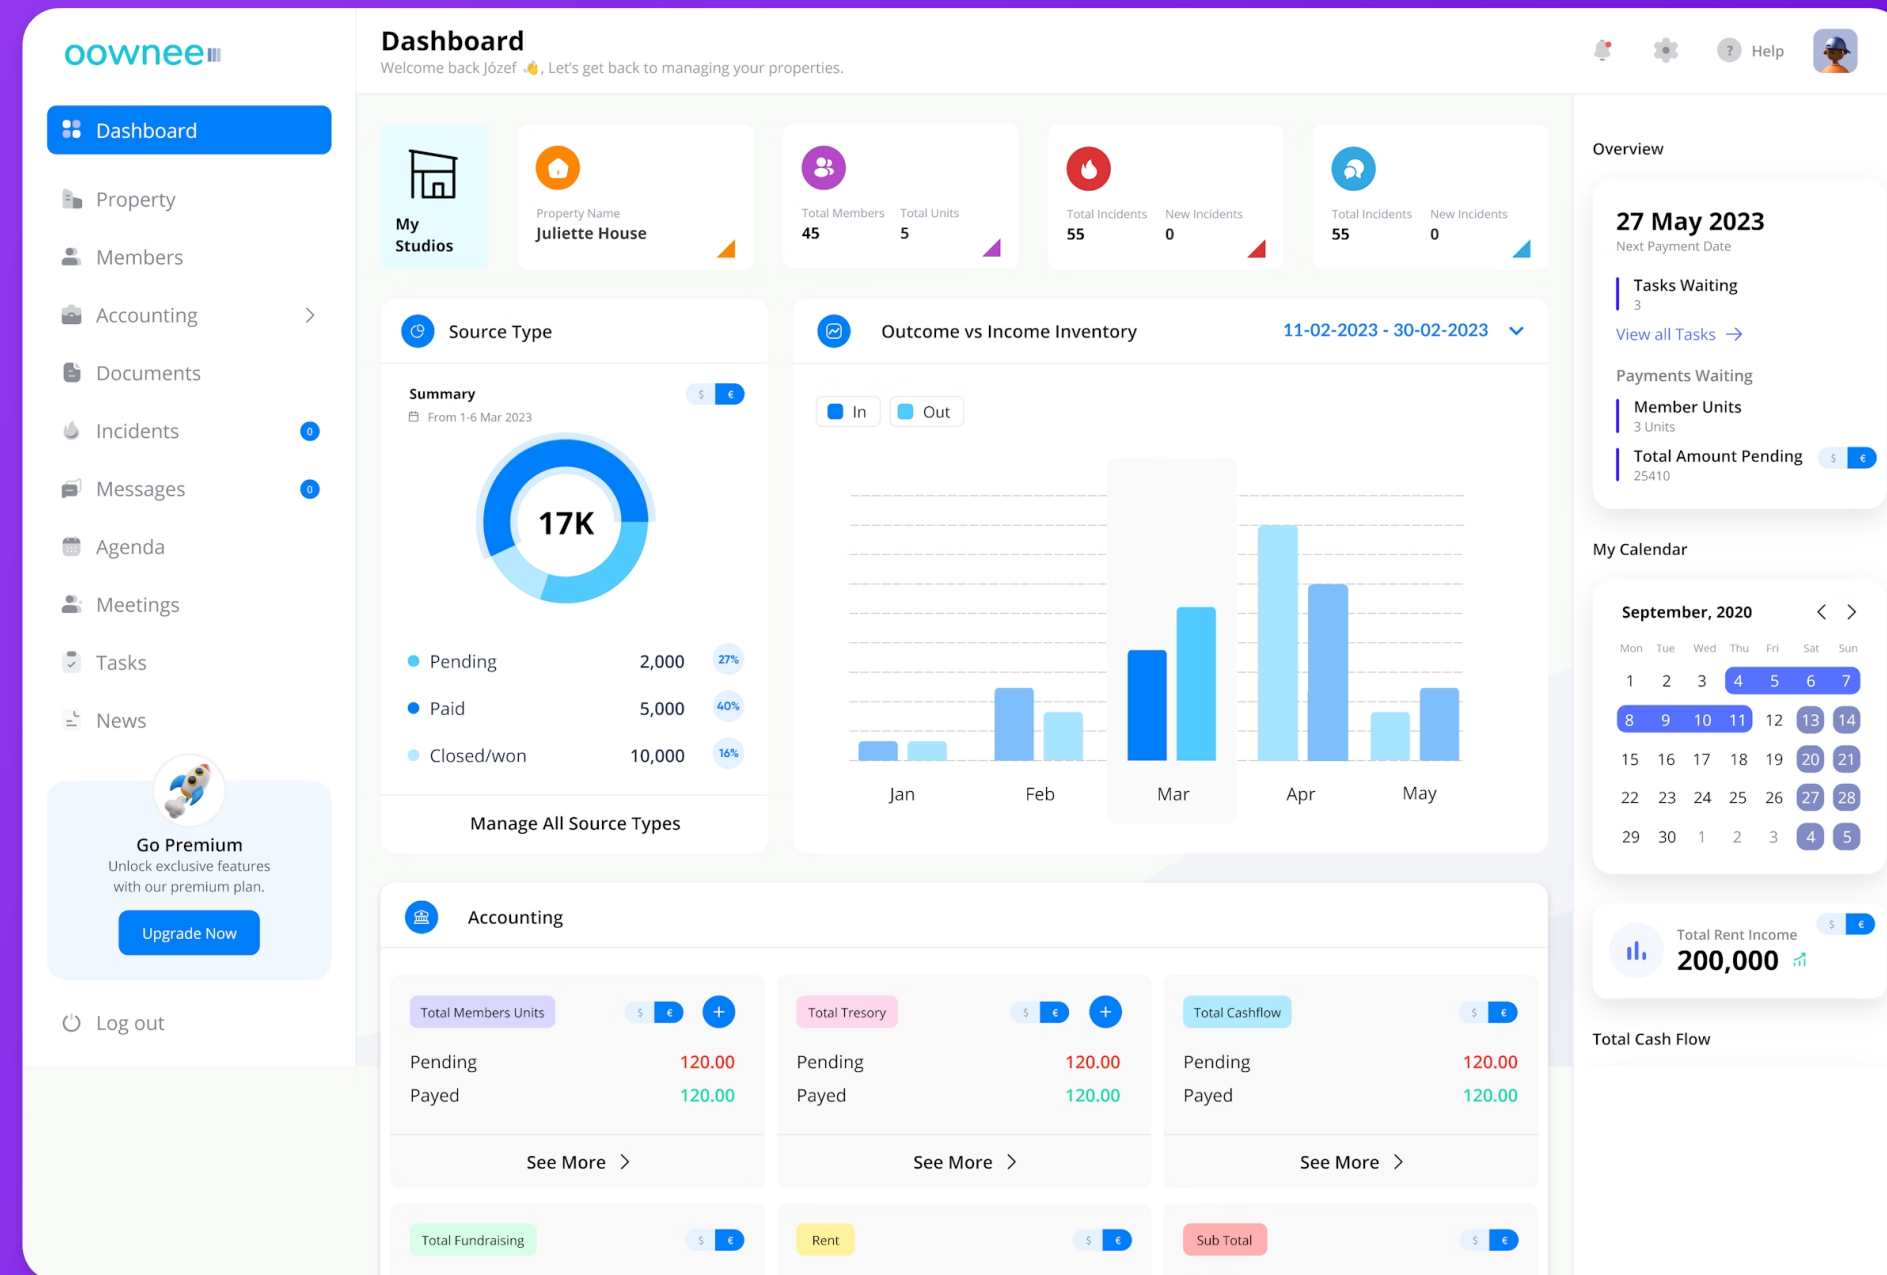 oownee
Dashboard
Property
Members
Accounting
Documents
Incidents
0
Messages
0
Agenda
Meetings
Tasks
News
Go Premium
Unlock exclusive features
with our premium plan.
Upgrade Now
Log out
Dashboard
Welcome back Józef 👋, Let's get back to managing your properties.
? Help
My
Studios
Property Name
Juliette House
Total Members Total Units
45 5
Total Incidents New Incidents
55 0
Total Incidents New Incidents
55 0
Source Type
Summary
$ €
From 1-6 Mar 2023
17K
Pending 2,000 27%
Paid 5,000 40%
Closed/won 10,000 16%
Manage All Source Types
Outcome vs Income Inventory
11-02-2023 - 30-02-2023
In Out
Jan Feb Mar Apr May
Accounting
Total Members Units $ € +
Pending 120.00
Payed 120.00
See More
Total Tresory $ € +
Pending 120.00
Payed 120.00
See More
Total Cashflow $ €
Pending 120.00
Payed 120.00
See More
Total Fundraising $ €
Rent $ €
Sub Total $ €
Overview
27 May 2023
Next Payment Date
Tasks Waiting
3
View all Tasks
Payments Waiting
Member Units
3 Units
Total Amount Pending $ €
25410
My Calendar
September, 2020
Mon Tue Wed Thu Fri Sat Sun
1 2 3 4 5 6 7
8 9 10 11 12 13 14
15 16 17 18 19 20 21
22 23 24 25 26 27 28
29 30 1 2 3 4 5
$ €
Total Rent Income
200,000
Total Cash Flow